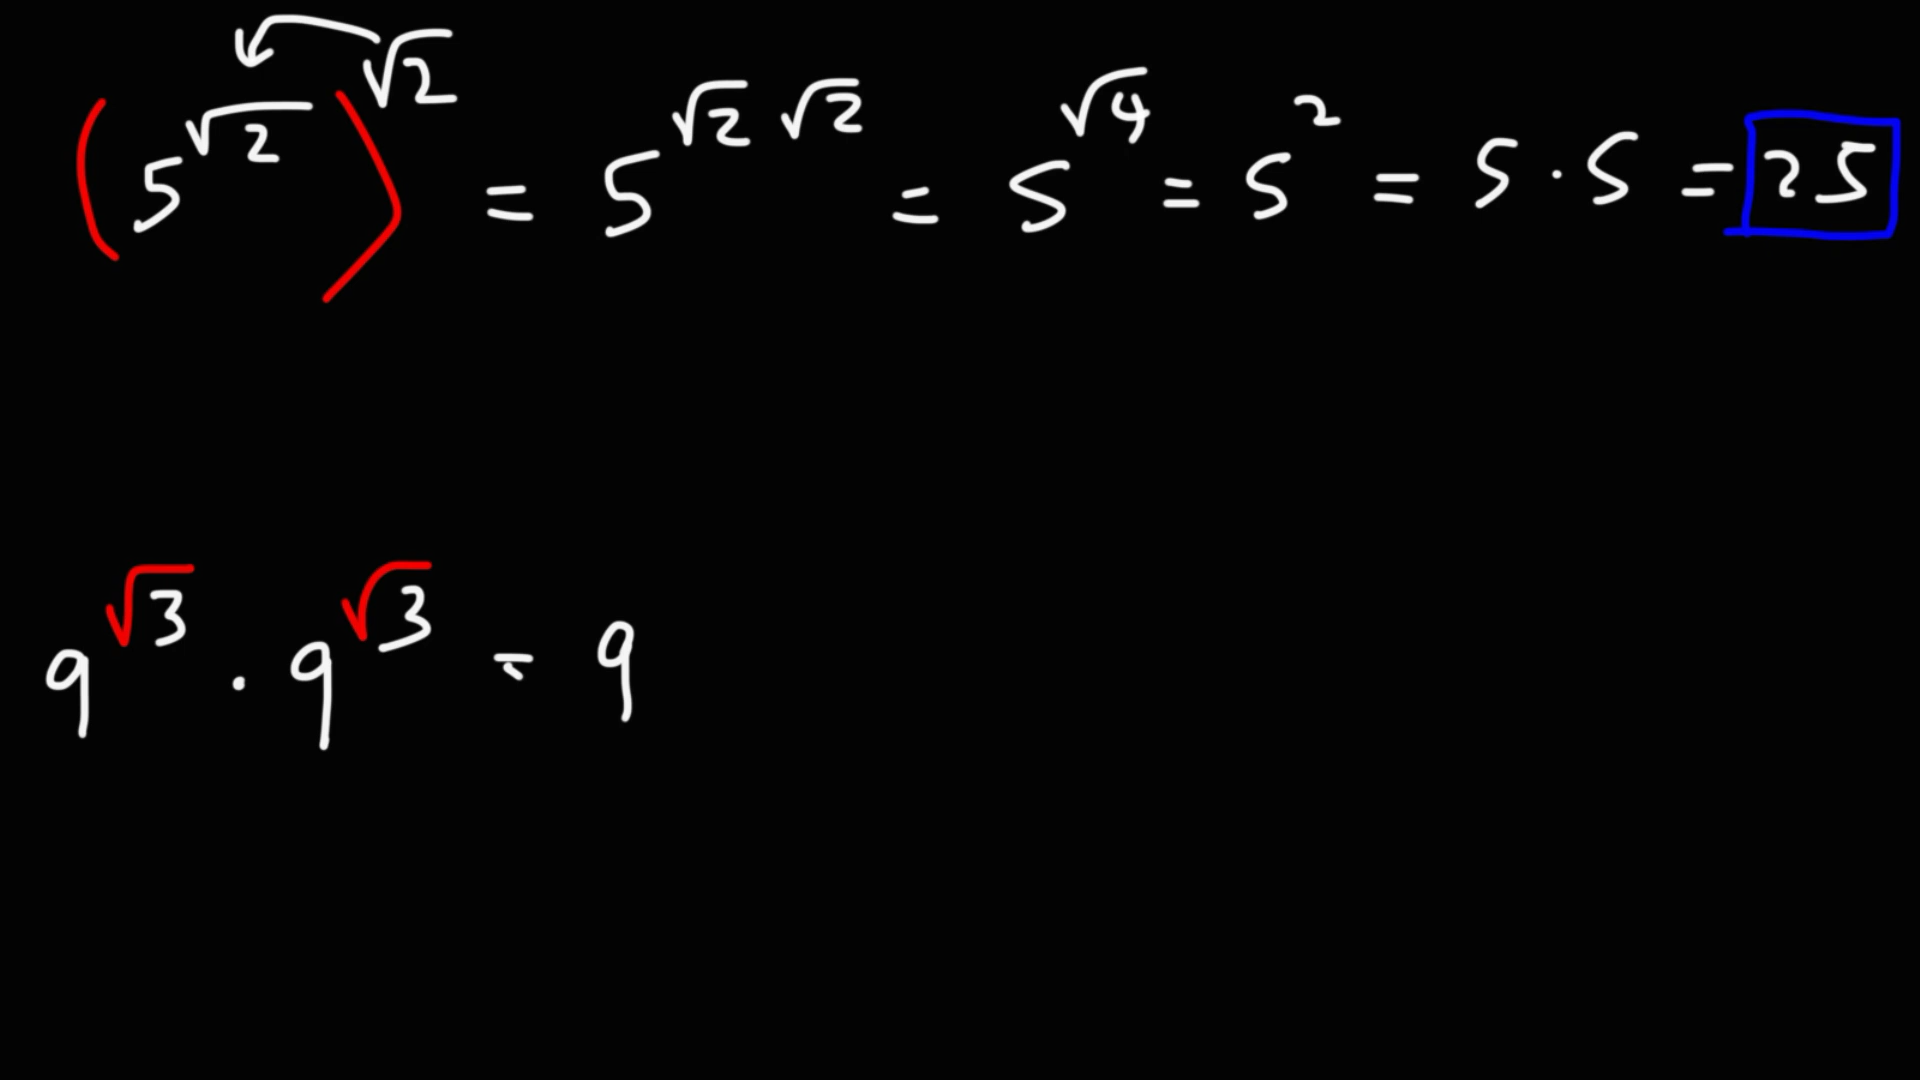 (5^√2)^√2 = 5^√2 √2 = 5^√4 = 5^2 = 5 · 5 = 25
9^√3 · 9^√3 = 9